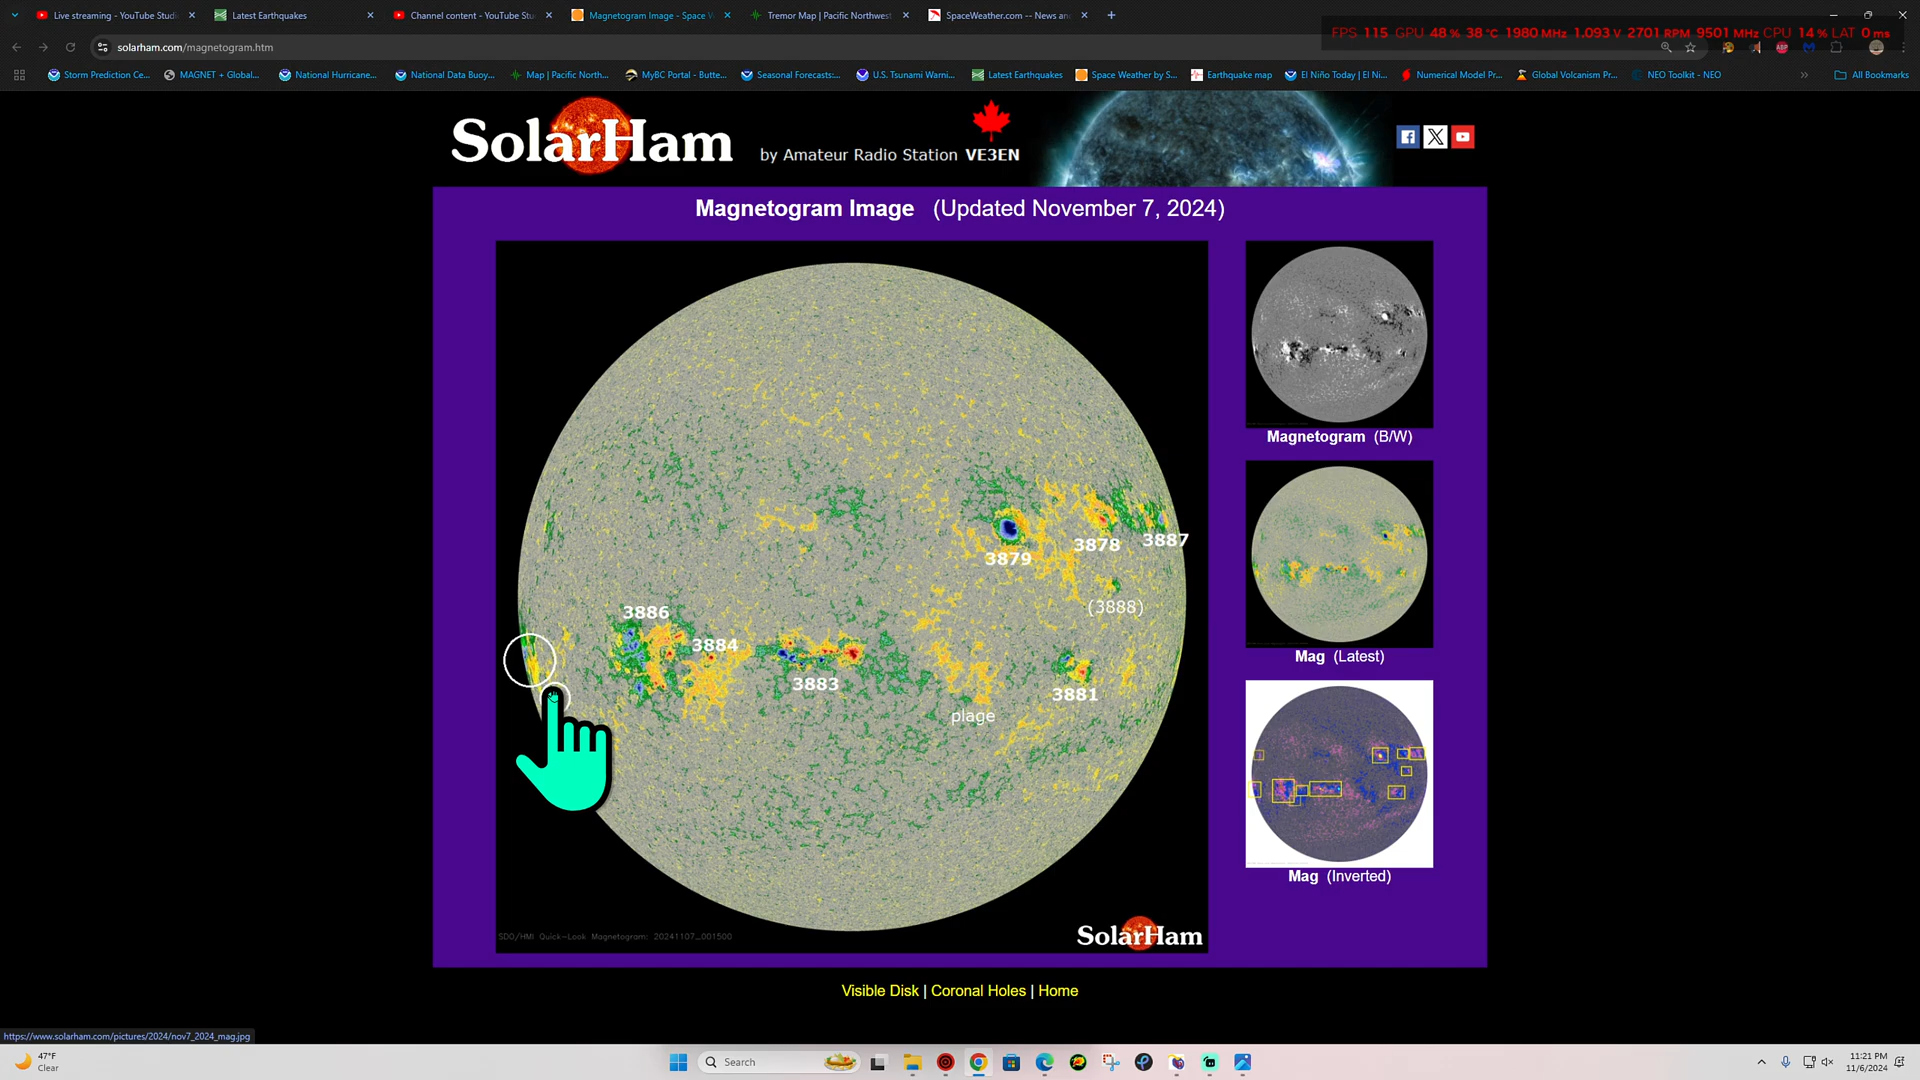 Live streaming - YouTube Studi
Latest Earthquakes
Channel content - YouTube Stu
Magnetogram Image - Space W
Tremor Map | Pacific Northwest
SpaceWeather.com -- News an
FPS 115 GPU 48 % 38 °C 1980 MHz 1,093 V 2701 RPM 9501 MHz CPU 14 % LAT 0 ms
solarham.com/magnetogram.htm
Storm Prediction Ce...
MAGNET + Global...
National Hurricane...
National Data Buoy...
Map | Pacific North...
MyBC Portal - Butte...
Seasonal Forecasts:...
U.S. Tsunami Warni...
Latest Earthquakes
Space Weather by S...
Earthquake map
El Niño Today | El Ni...
Numerical Model Pr...
Global Volcanism Pr...
NEO Toolkit - NEO
All Bookmarks
SolarHam
by Amateur Radio Station VE3EN
Magnetogram Image (Updated November 7, 2024)
3879
3878
3887
(3888)
3886
3884
3883
3881
plage
SDO/HMI Quick-Look Magnetogram: 20241107_001500
SolarHam
Magnetogram (B/W)
Mag (Latest)
Mag (Inverted)
Visible Disk | Coronal Holes | Home
https://www.solarham.com/pictures/2024/nov7_2024_mag.jpg
47°F
Clear
Search
11:21 PM
11/6/2024